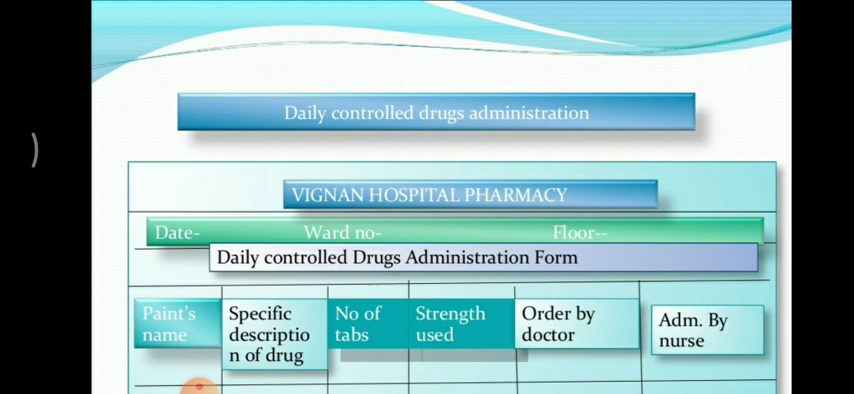 Daily controlled drugs administration
VIGNAN HOSPITAL PHARMACY
Date- Ward no- Floor--
Daily controlled Drugs Administration Form
Paint's
name
Specific
descriptio
n of drug
No of
tabs
Strength
used
Order by
doctor
Adm. By
nurse